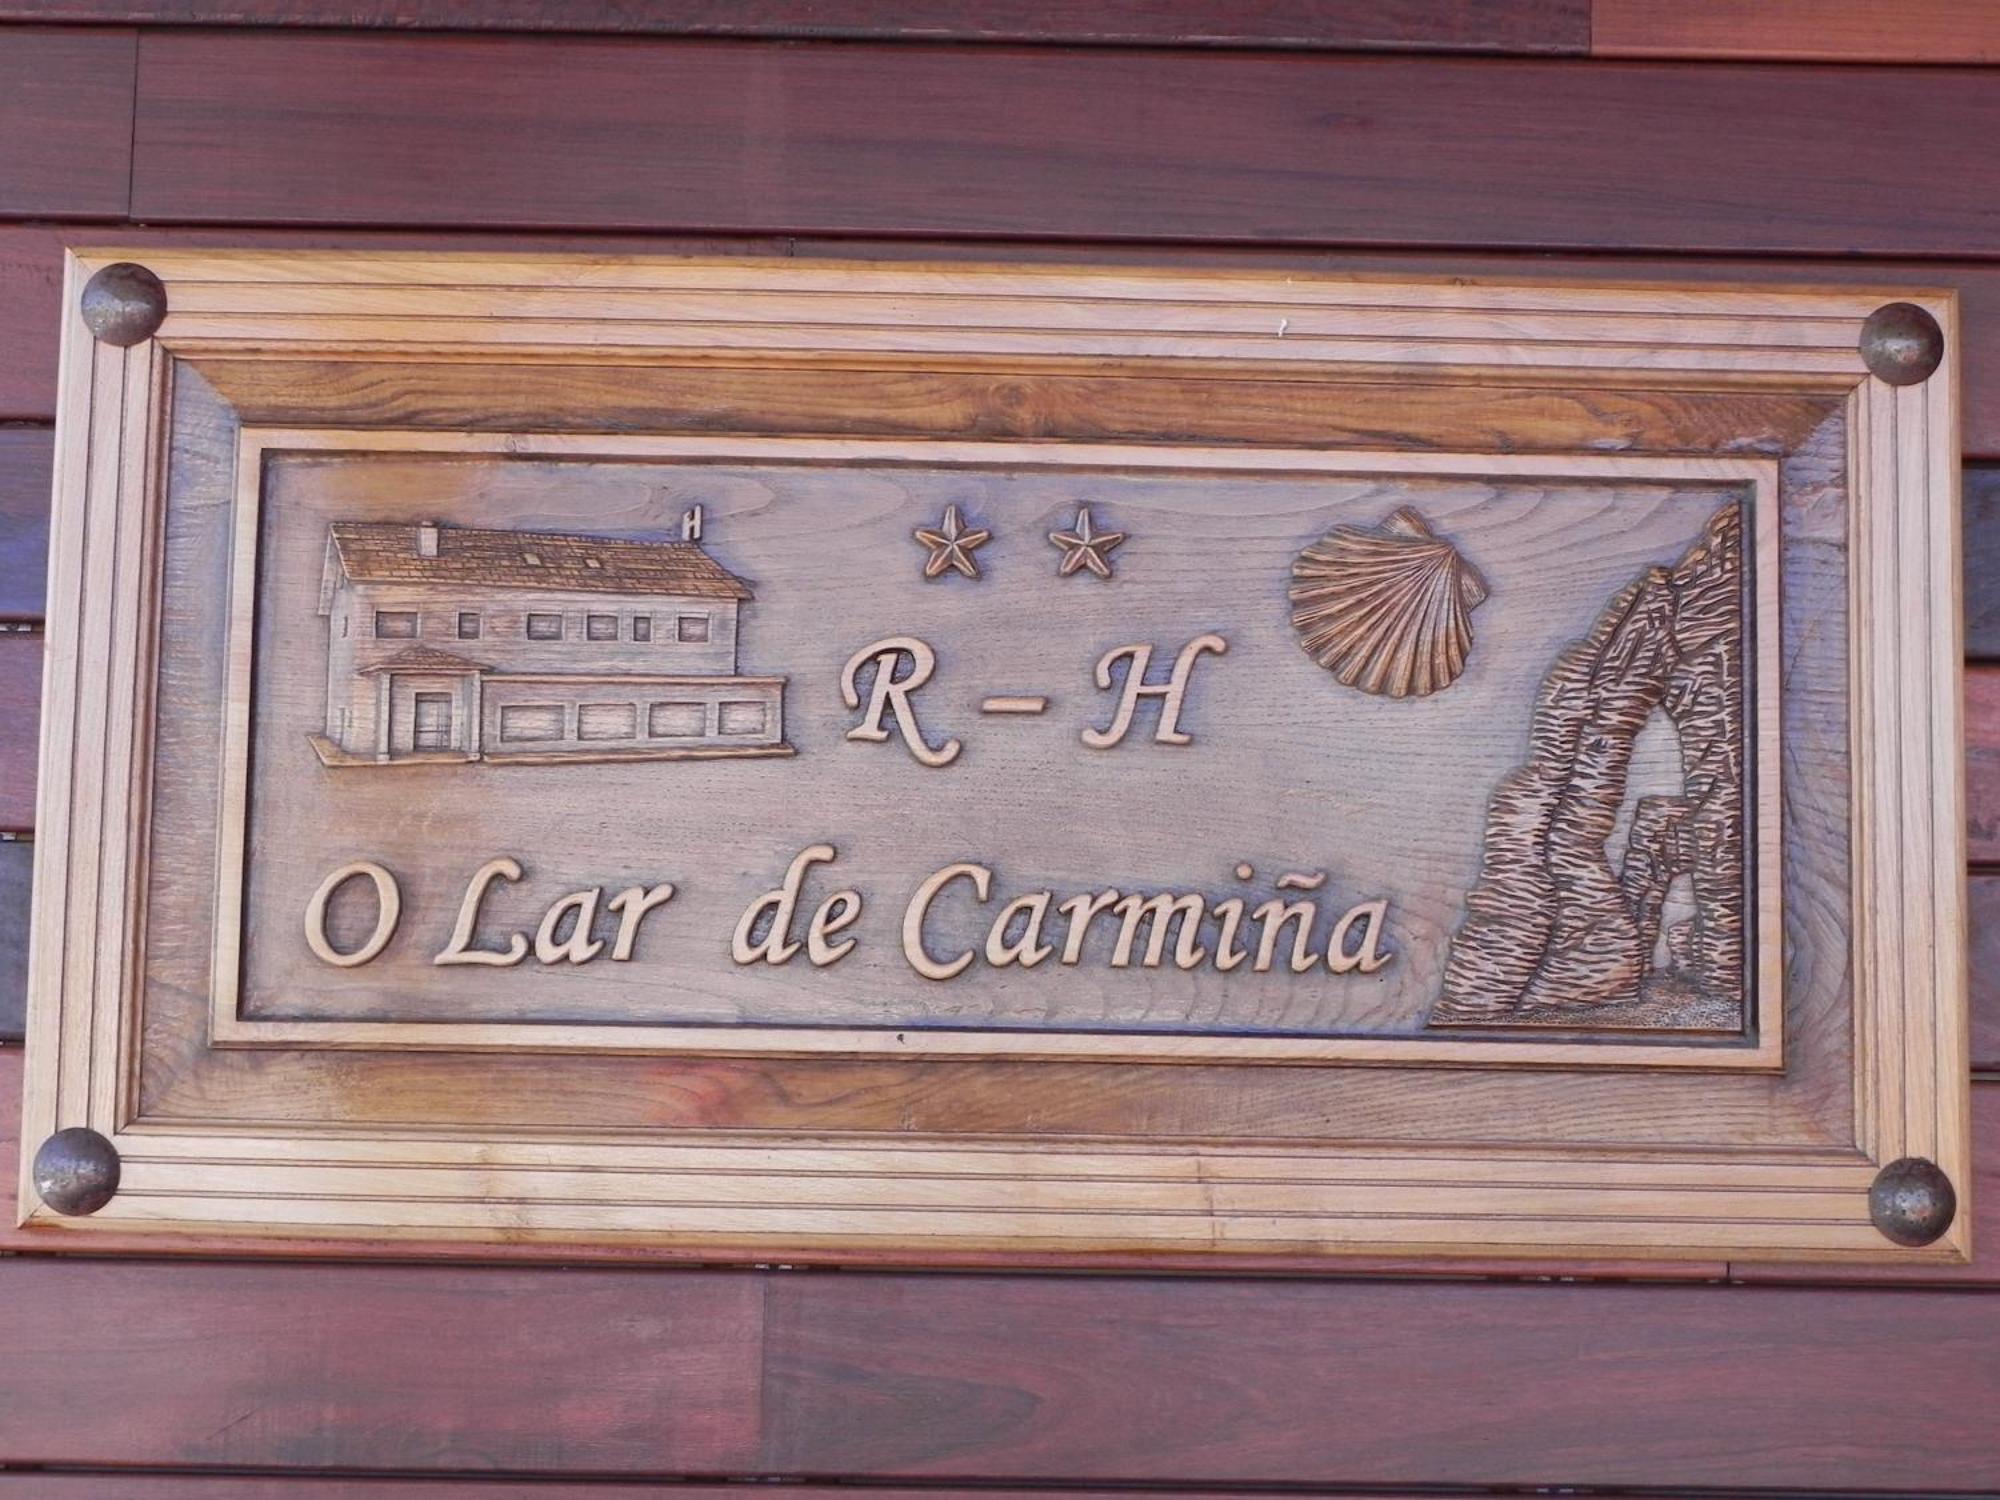 H
R - H
O Lar de Carmiña